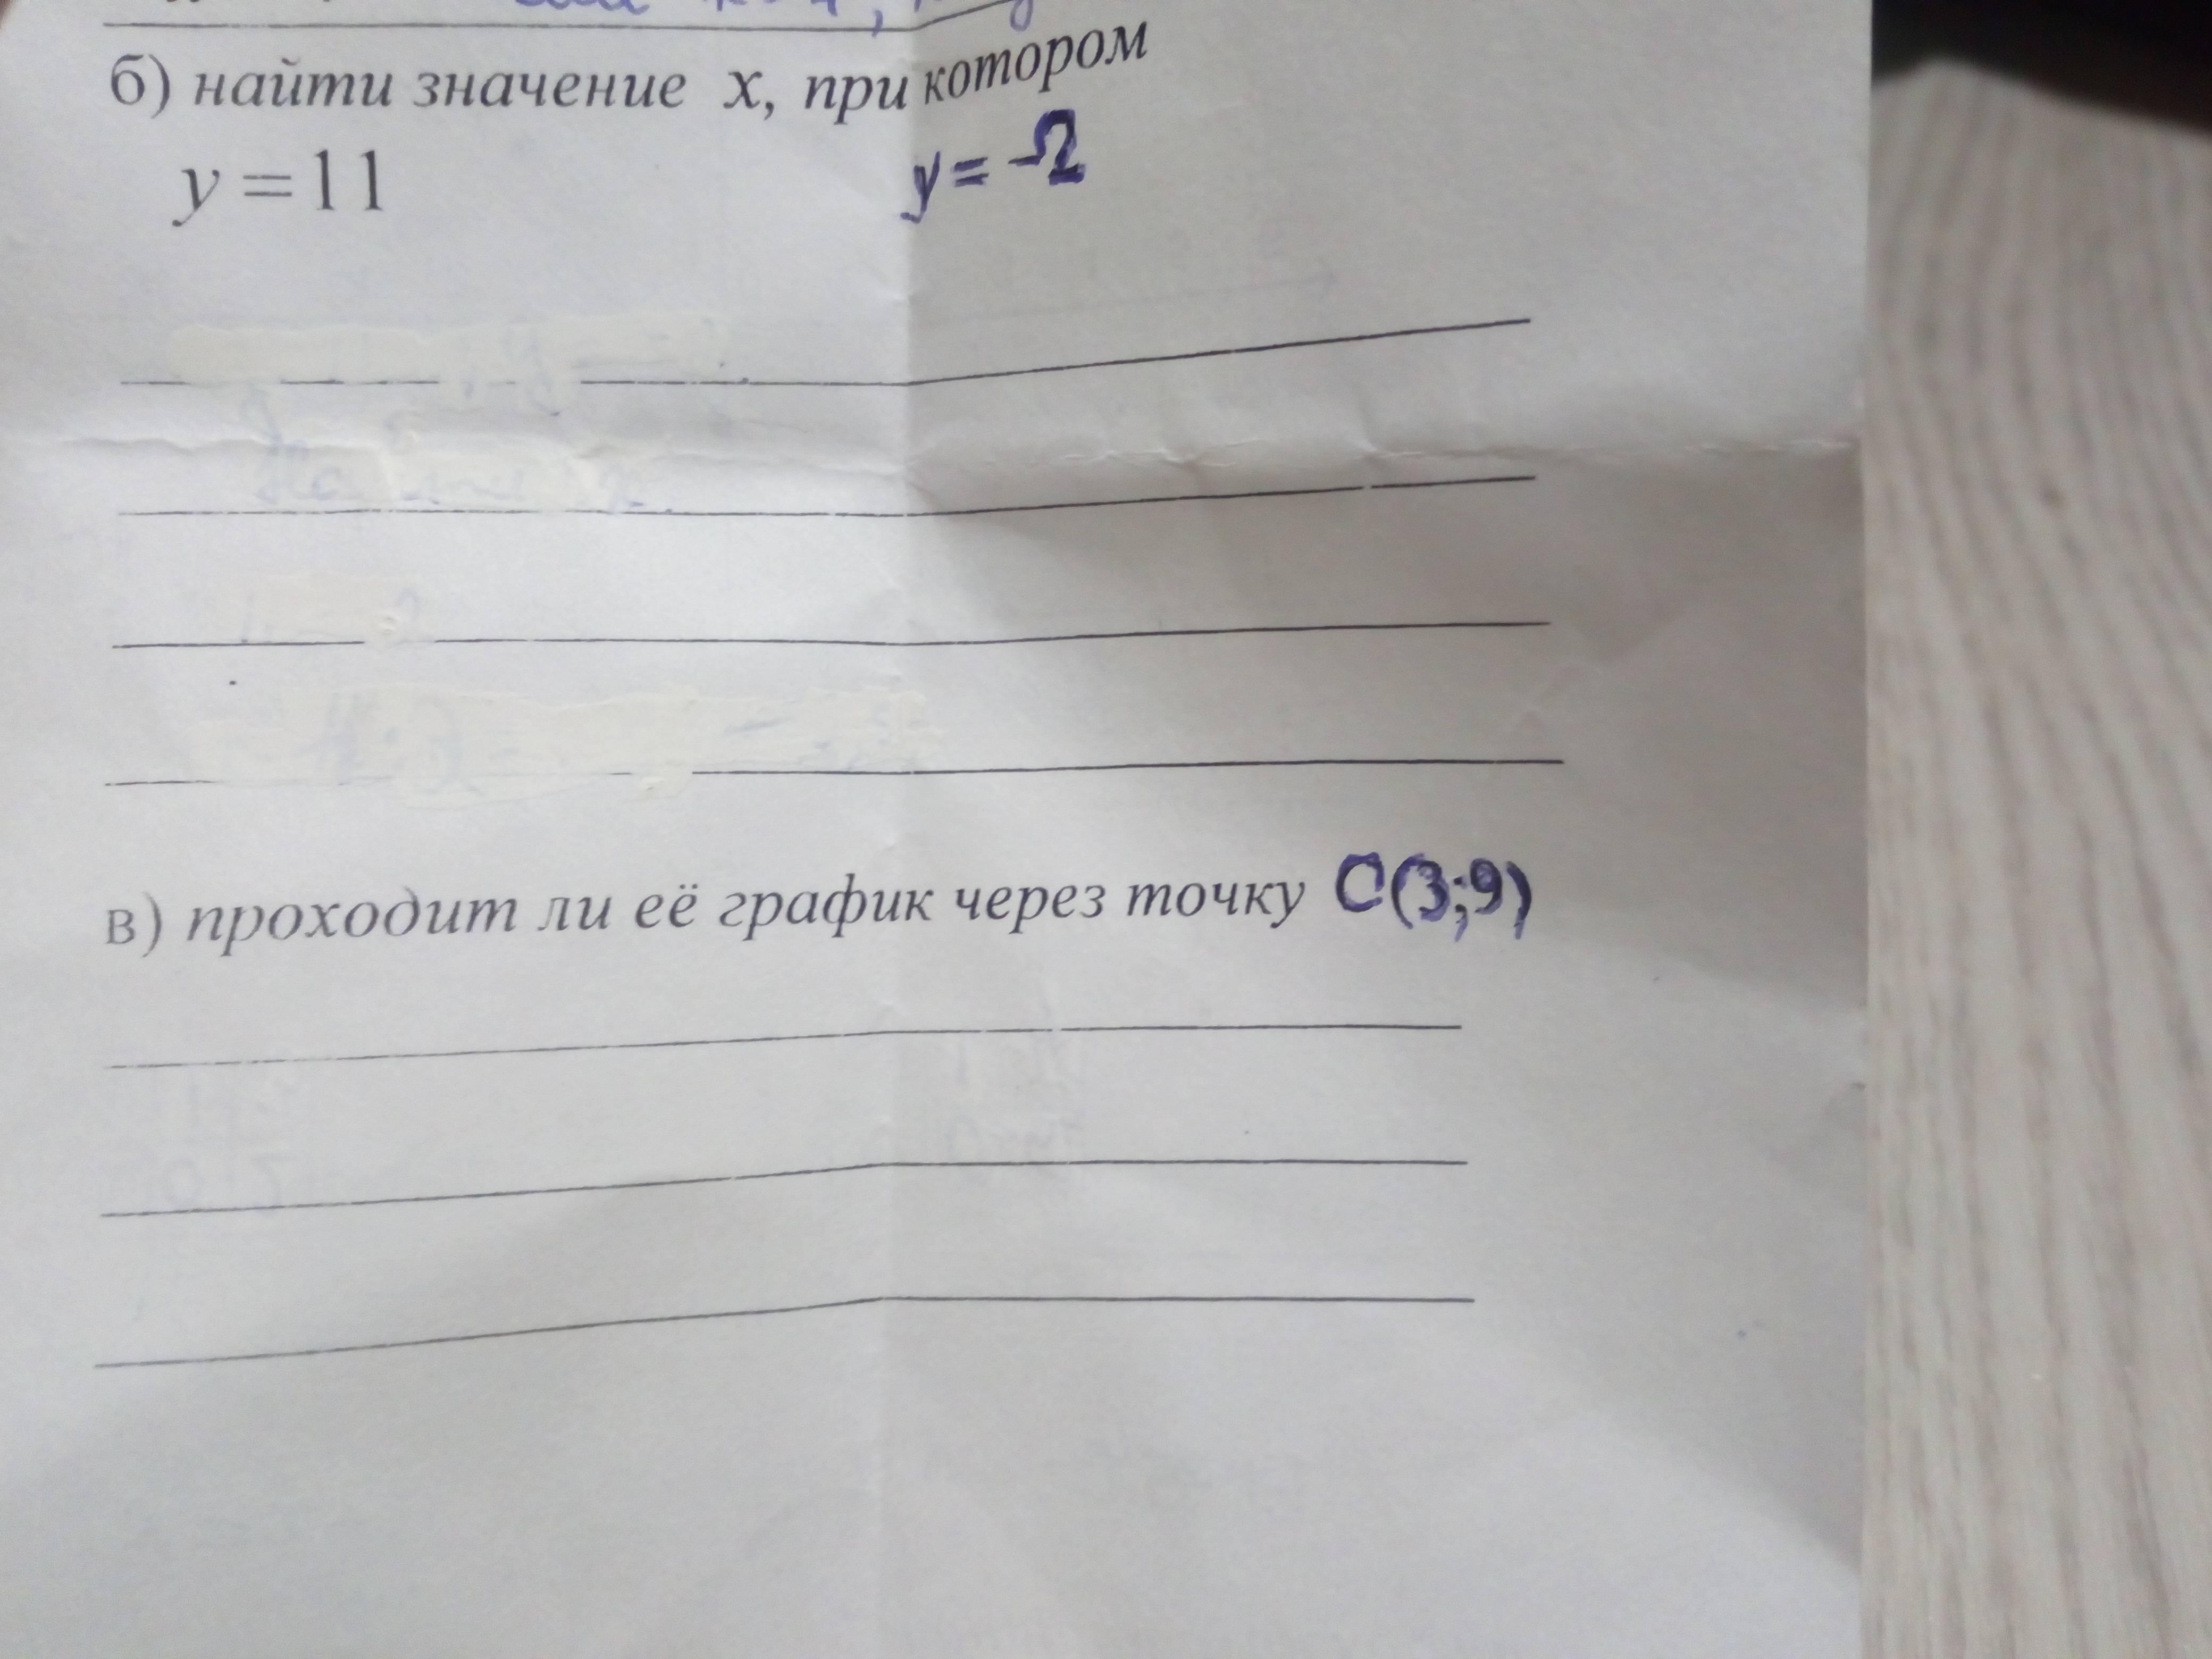 б) найти значение x, при котором
y = 11 y = -2
в) проходит ли её график через точку C(3;9)